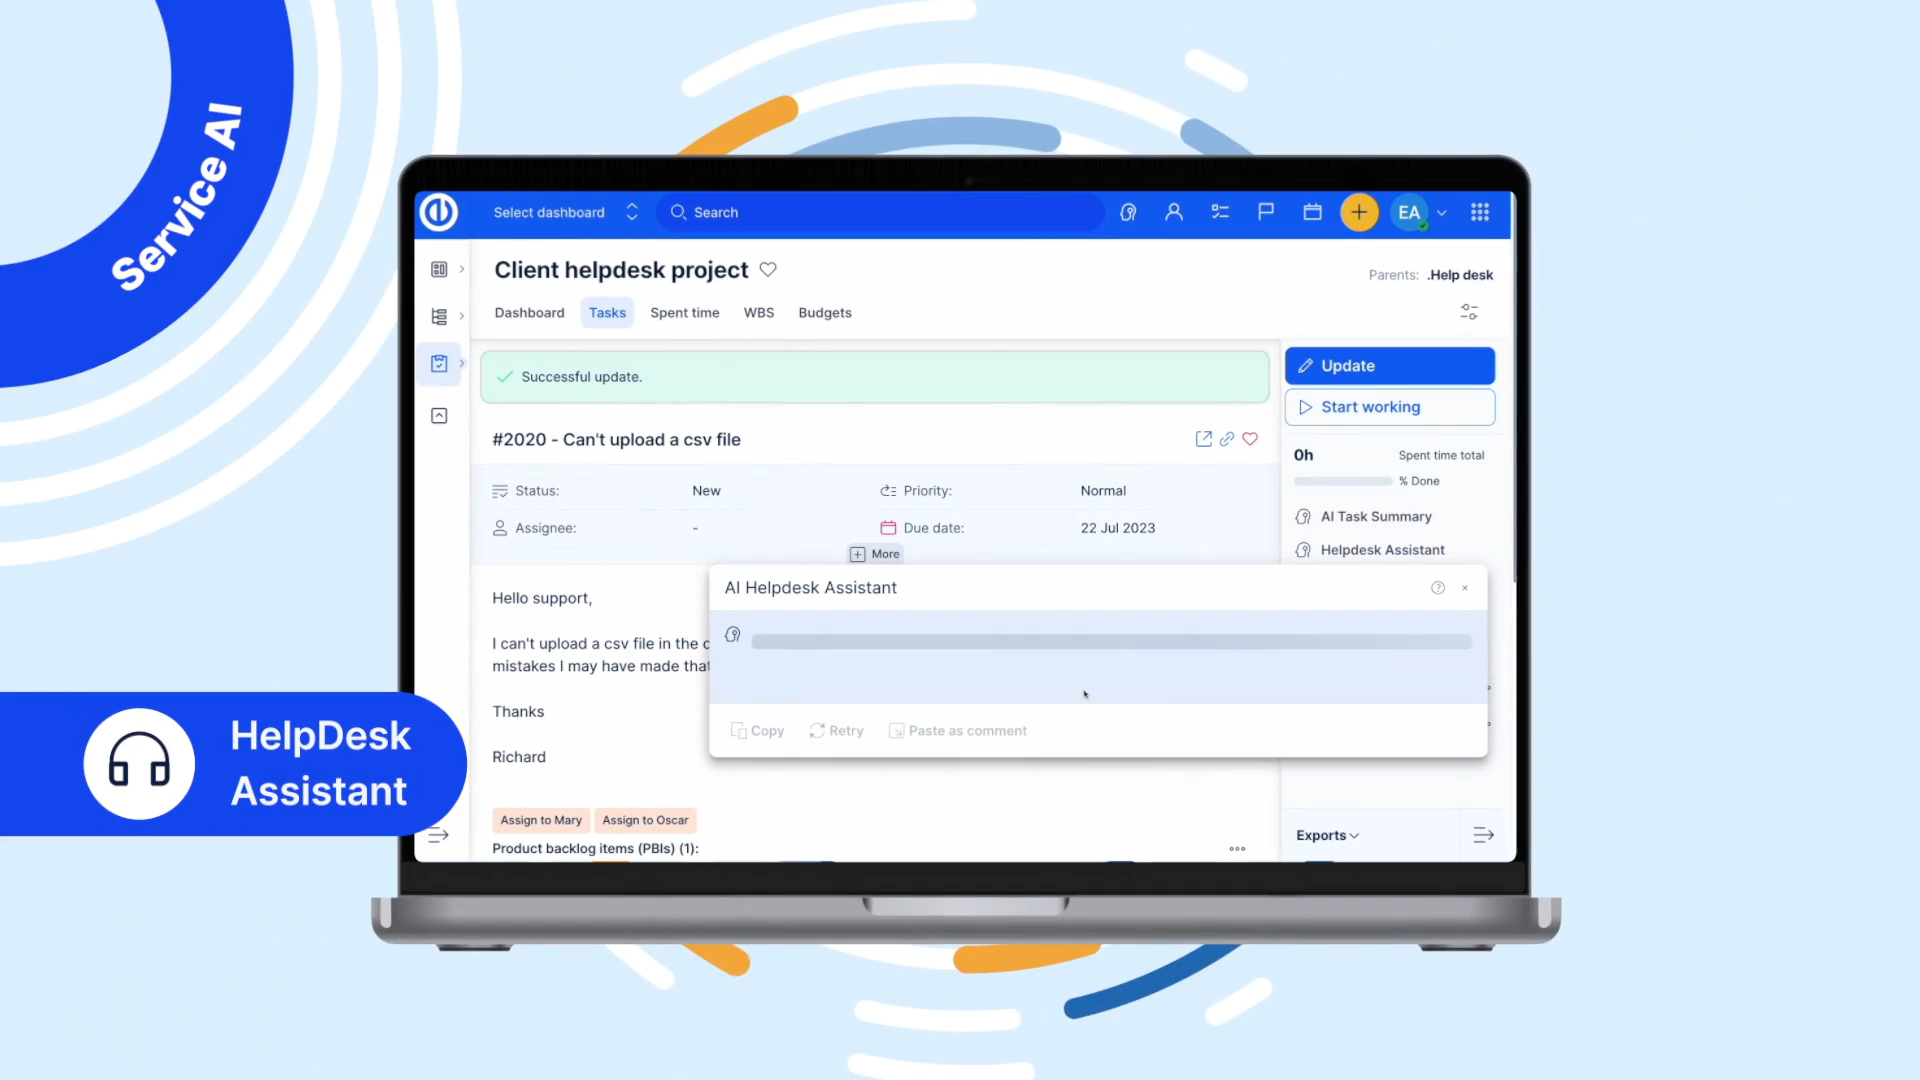 Service AI
Select dashboard
Search
EA
Client helpdesk project
Parents: .Help desk
Dashboard
Tasks
Spent time
WBS
Budgets
Successful update.
Update
Start working
#2020 - Can't upload a csv file
0h
Spent time total
% Done
Status: New
Priority: Normal
Assignee: -
Due date: 22 Jul 2023
More
AI Task Summary
Helpdesk Assistant
AI Helpdesk Assistant
Hello support,
I can't upload a csv file in the
mistakes I may have made that
Thanks
Richard
Copy
Retry
Paste as comment
HelpDesk
Assistant
Assign to Mary
Assign to Oscar
Product backlog items (PBIs) (1):
Exports